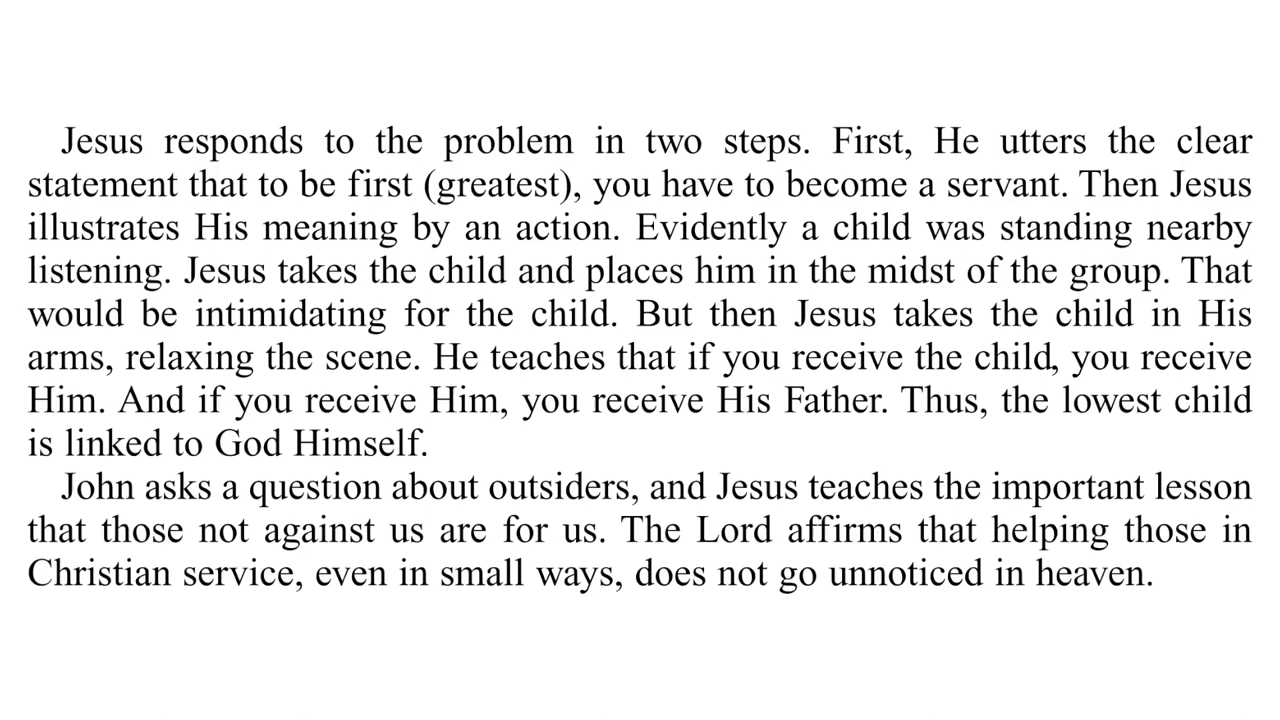 Jesus responds to the problem in two steps. First, He utters the clear
statement that to be first (greatest), you have to become a servant. Then Jesus
illustrates His meaning by an action. Evidently a child was standing nearby
listening. Jesus takes the child and places him in the midst of the group. That
would be intimidating for the child. But then Jesus takes the child in His
arms, relaxing the scene. He teaches that if you receive the child, you receive
Him. And if you receive Him, you receive His Father. Thus, the lowest child
is linked to God Himself.
John asks a question about outsiders, and Jesus teaches the important lesson
that those not against us are for us. The Lord affirms that helping those in
Christian service, even in small ways, does not go unnoticed in heaven.